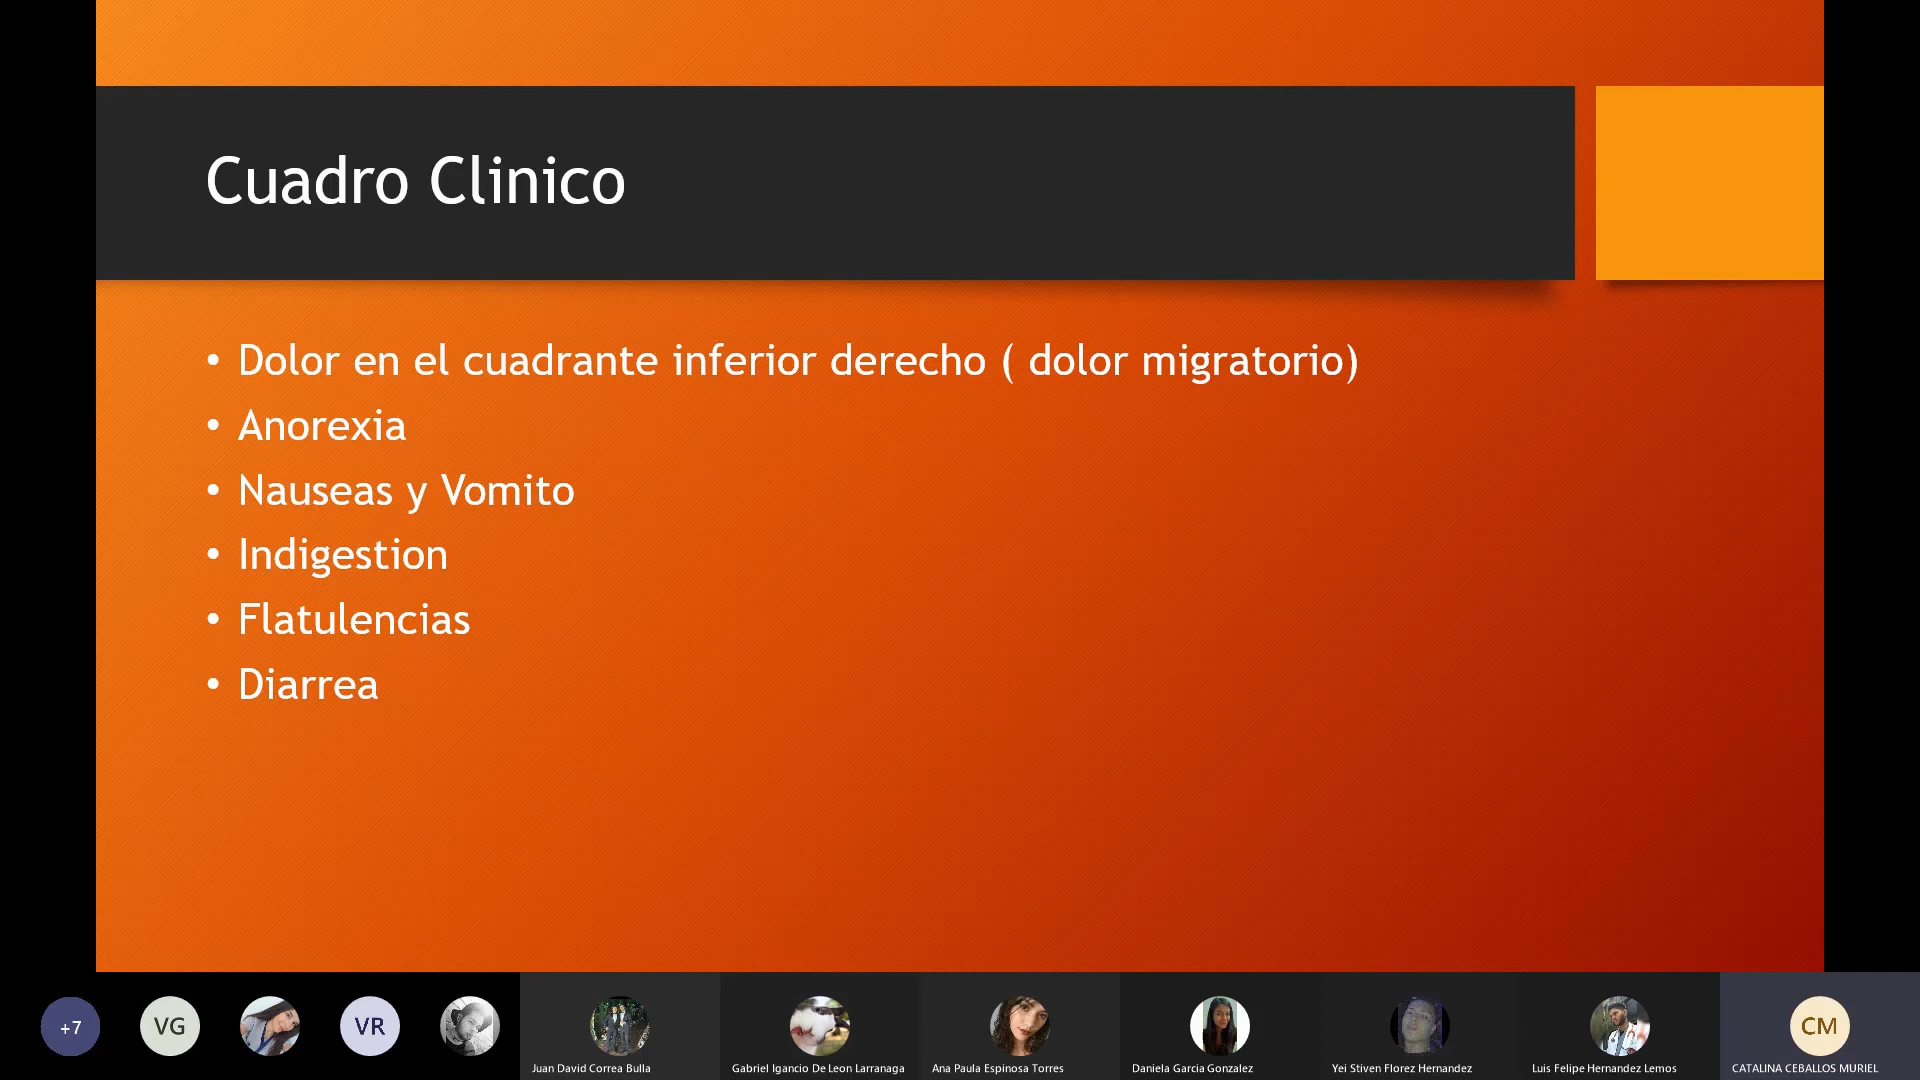 Cuadro Clinico
• Dolor en el cuadrante inferior derecho ( dolor migratorio)
• Anorexia
• Nauseas y Vomito
• Indigestion
• Flatulencias
• Diarrea
+7
VG
VR
CM
Juan David Correa Bulla
Gabriel Igancio De Leon Larranaga
Ana Paula Espinosa Torres
Daniela Garcia Gonzalez
Yei Stiven Florez Hernandez
Luis Felipe Hernandez Lemos
CATALINA CEBALLOS MURIEL